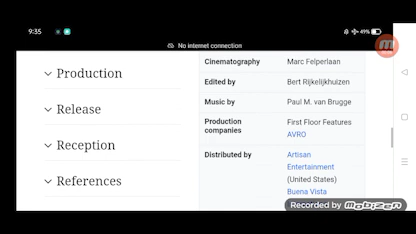 9:35
49%
No internet connection
Production
Release
Reception
References
Cinematography Marc Felperlaan
Edited by Bert Rijkelijkhuizen
Music by Paul M. van Brugge
Production companies First Floor Features
AVRO
Distributed by Artisan
Entertainment
(United States)
Buena Vista
Recorded by
Mobizen